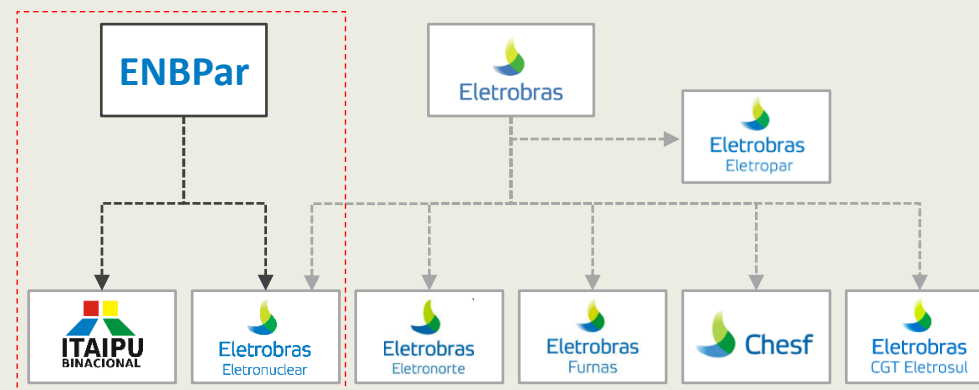 ENBPar
Eletrobras
Eletrobras
Eletropar
ITAIPU
BINACIONAL
Eletrobras
Eletronuclear
Eletrobras
Eletronorte
Eletrobras
Furnas
Chesf
Eletrobras
CGT Eletrosul